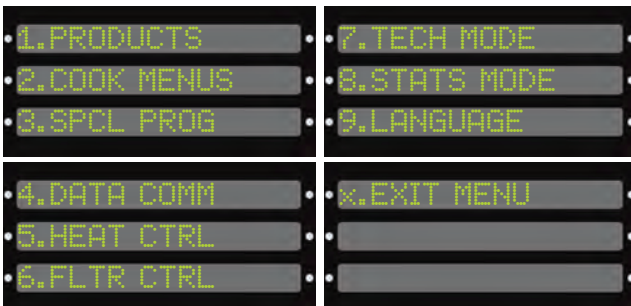 1.PRODUCTS
2.COOK MENUS
3.SPCL PROG
4.DATA COMM
5.HEAT CTRL
6.FLTR CTRL
7.TECH MODE
8.STATS MODE
9.LANGUAGE
x.EXIT MENU